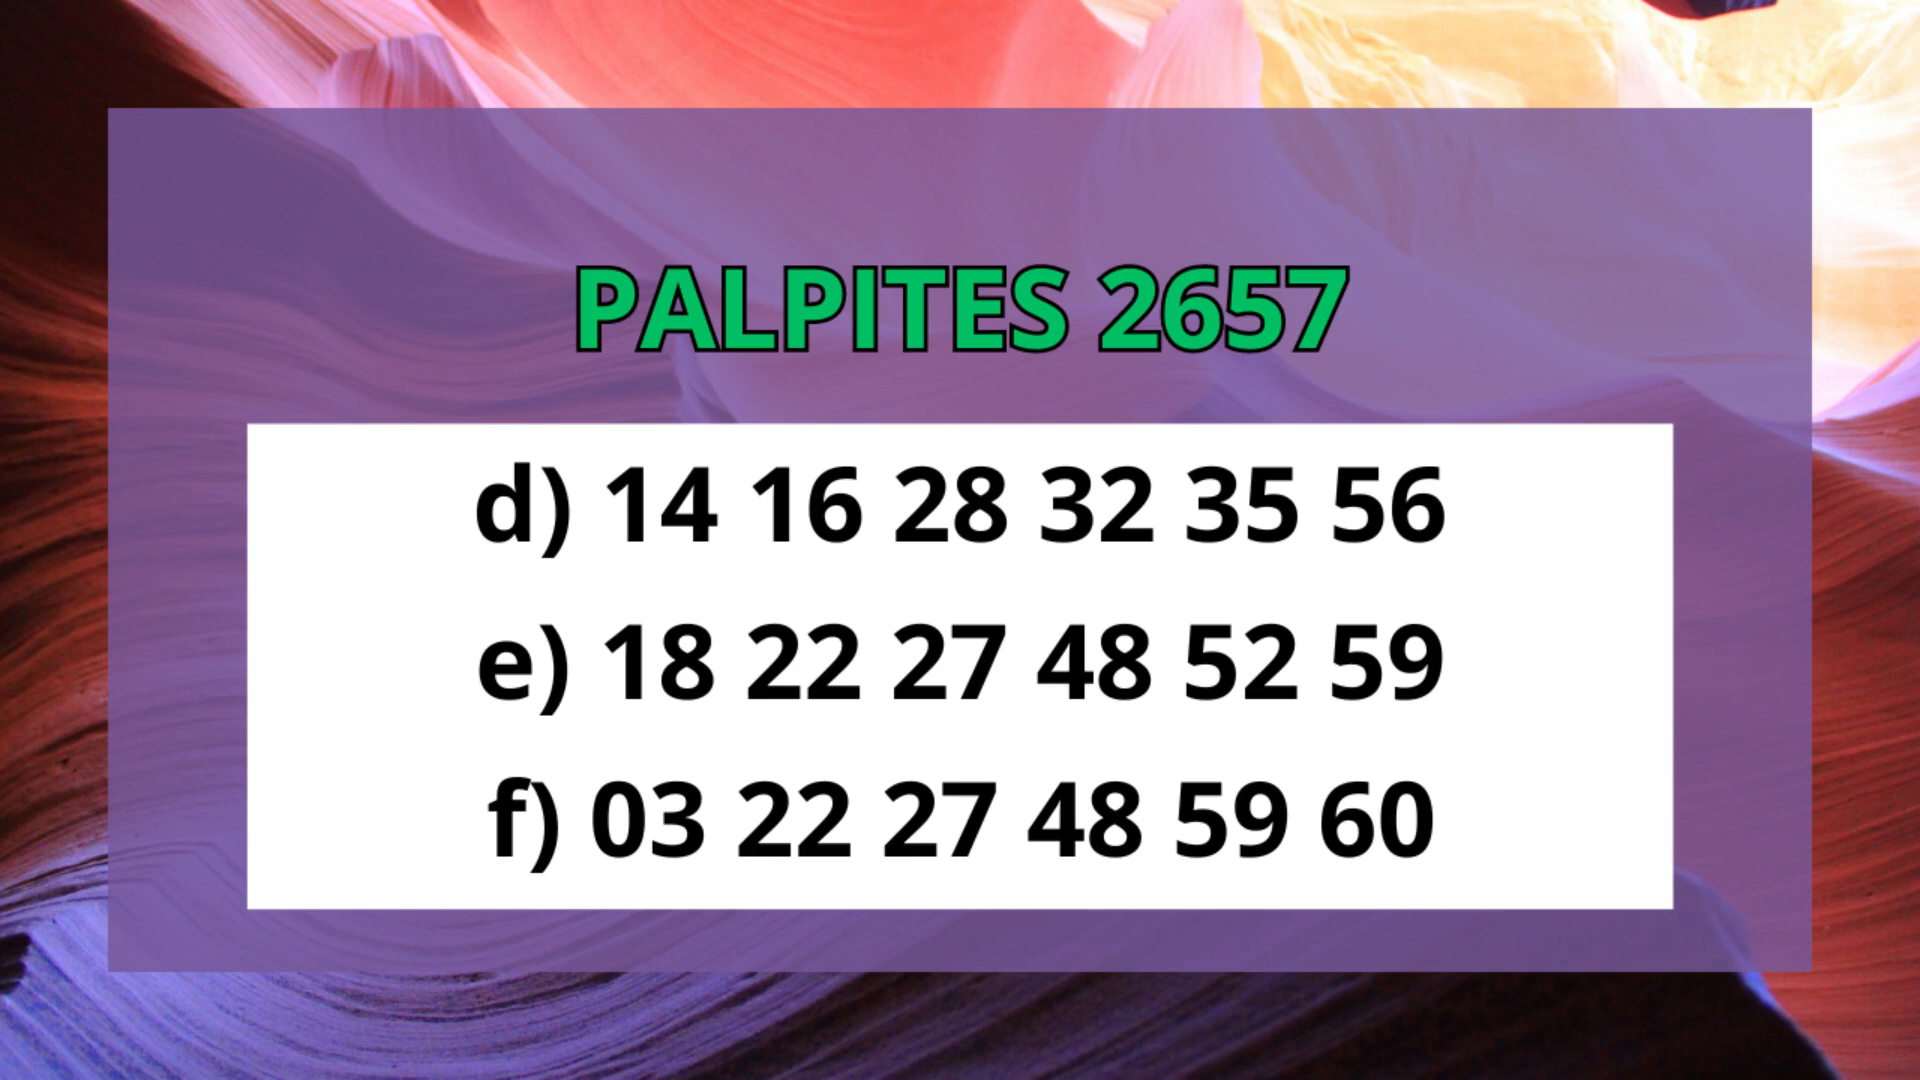 PALPITES 2657
d) 14 16 28 32 35 56
e) 18 22 27 48 52 59
f) 03 22 27 48 59 60